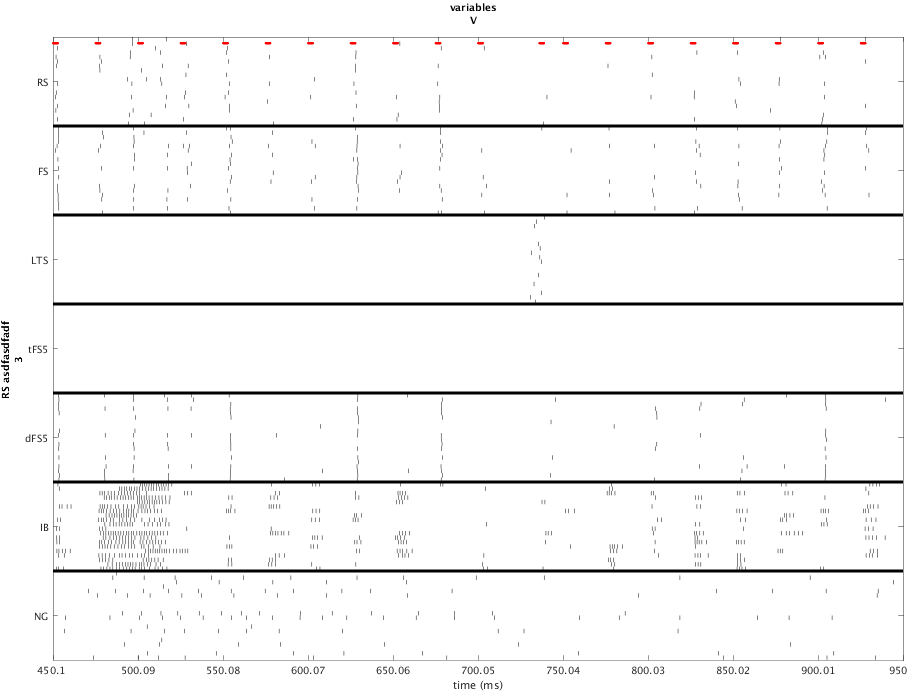 variables
V
RS
FS
LTS
tFS5
dFS5
IB
NG
RS asdfasdfadf
3
450.1 500.09 550.08 600.07 650.06 700.05 750.04 800.03 850.02 900.01 950
time (ms)